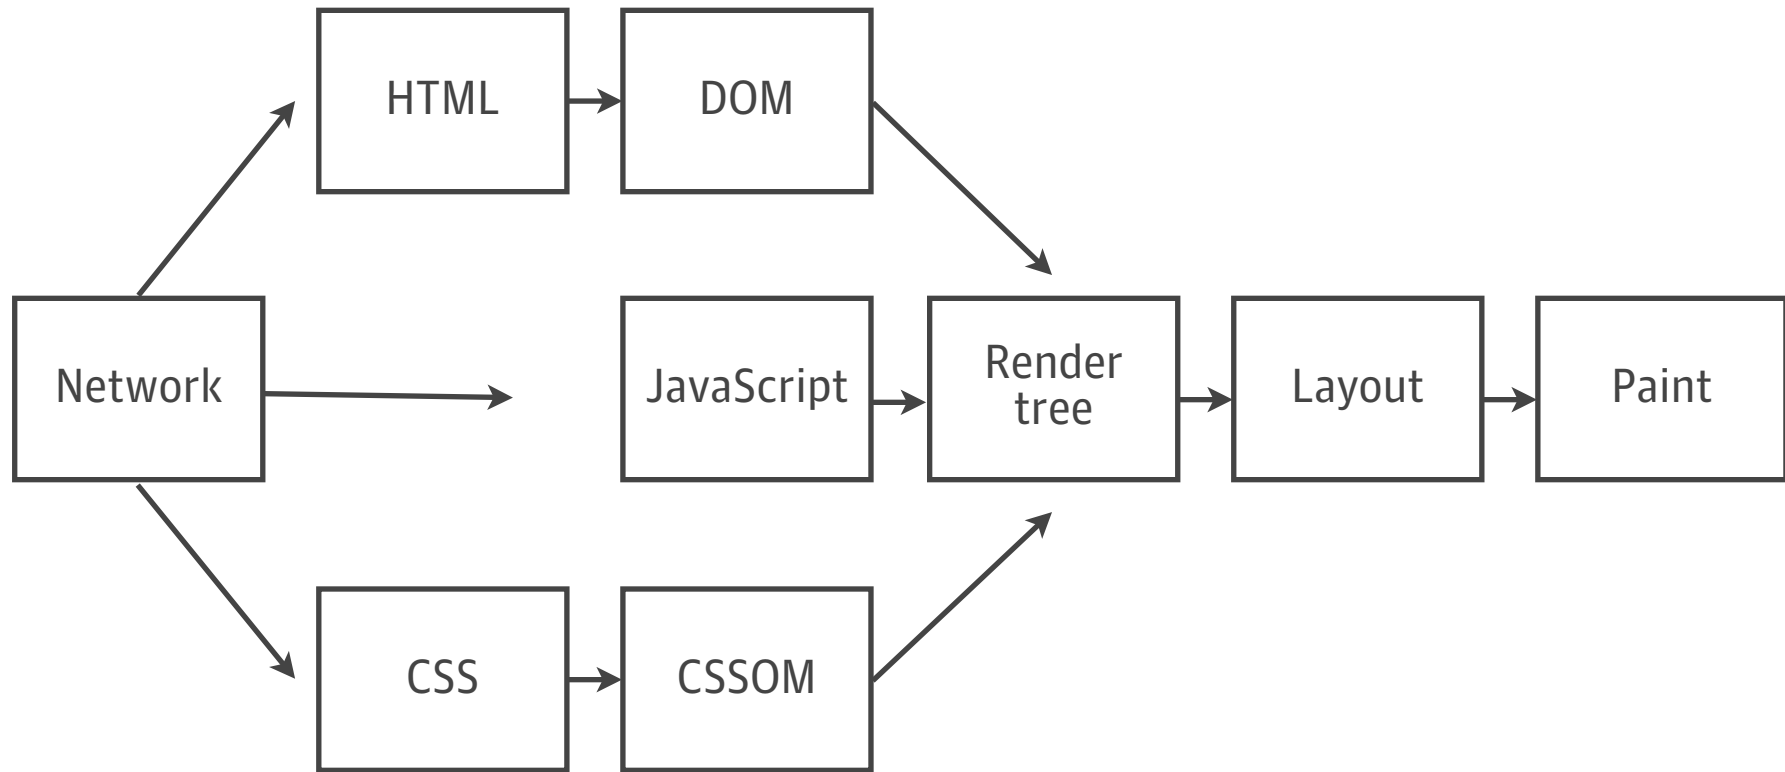 HTML
DOM
Network
JavaScript
Render
tree
Layout
Paint
CSS
CSSOM